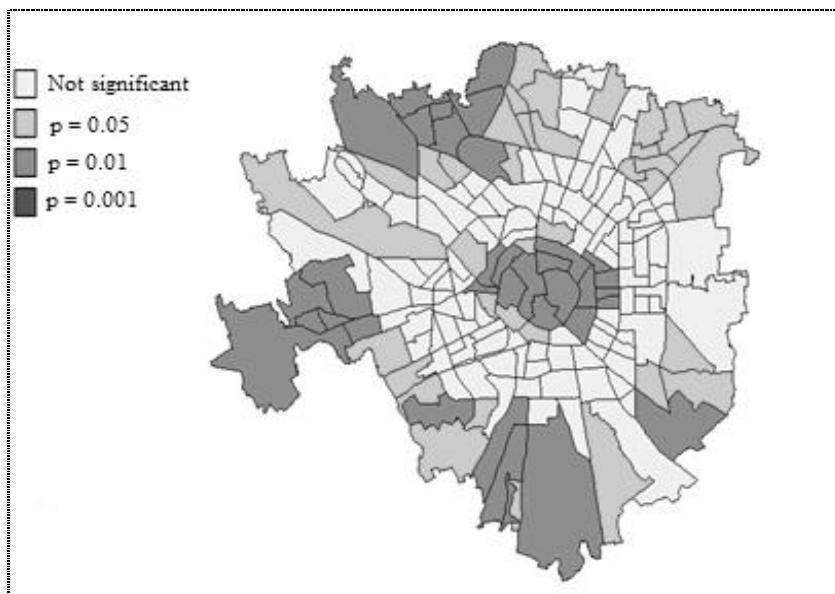 Not significant
p = 0.05
p = 0.01
p = 0.001